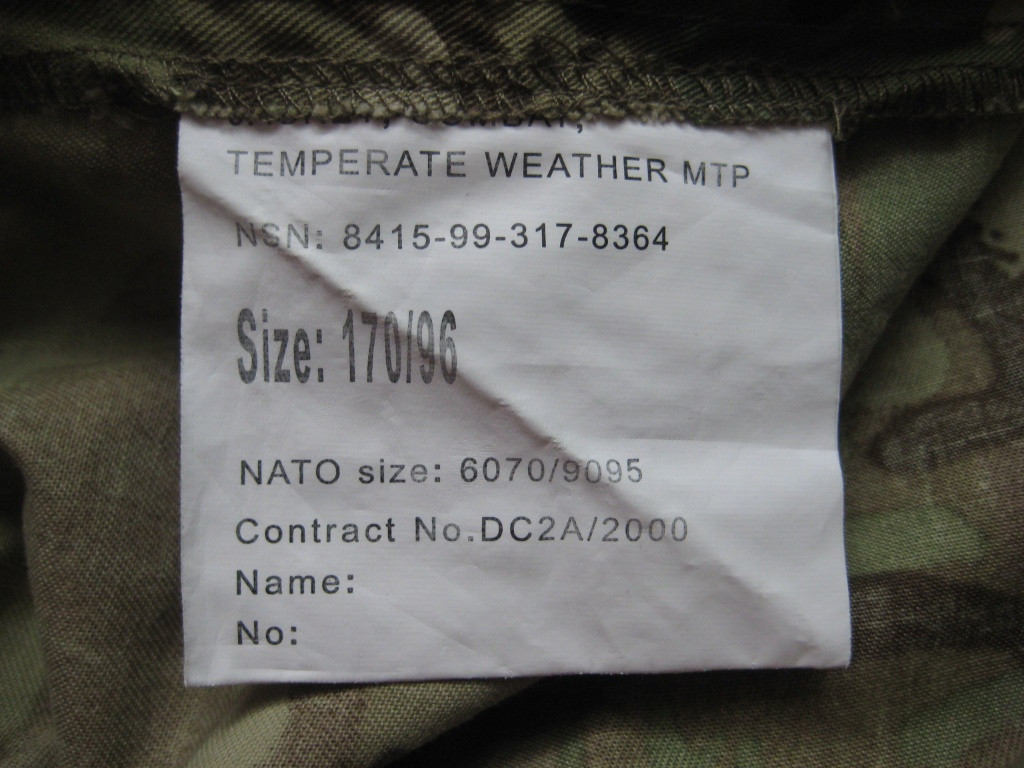 COMBAT,
TEMPERATE WEATHER MTP
NSN: 8415-99-317-8364
Size: 170/96
NATO size: 6070/9095
Contract No.DC2A/2000
Name:
No: